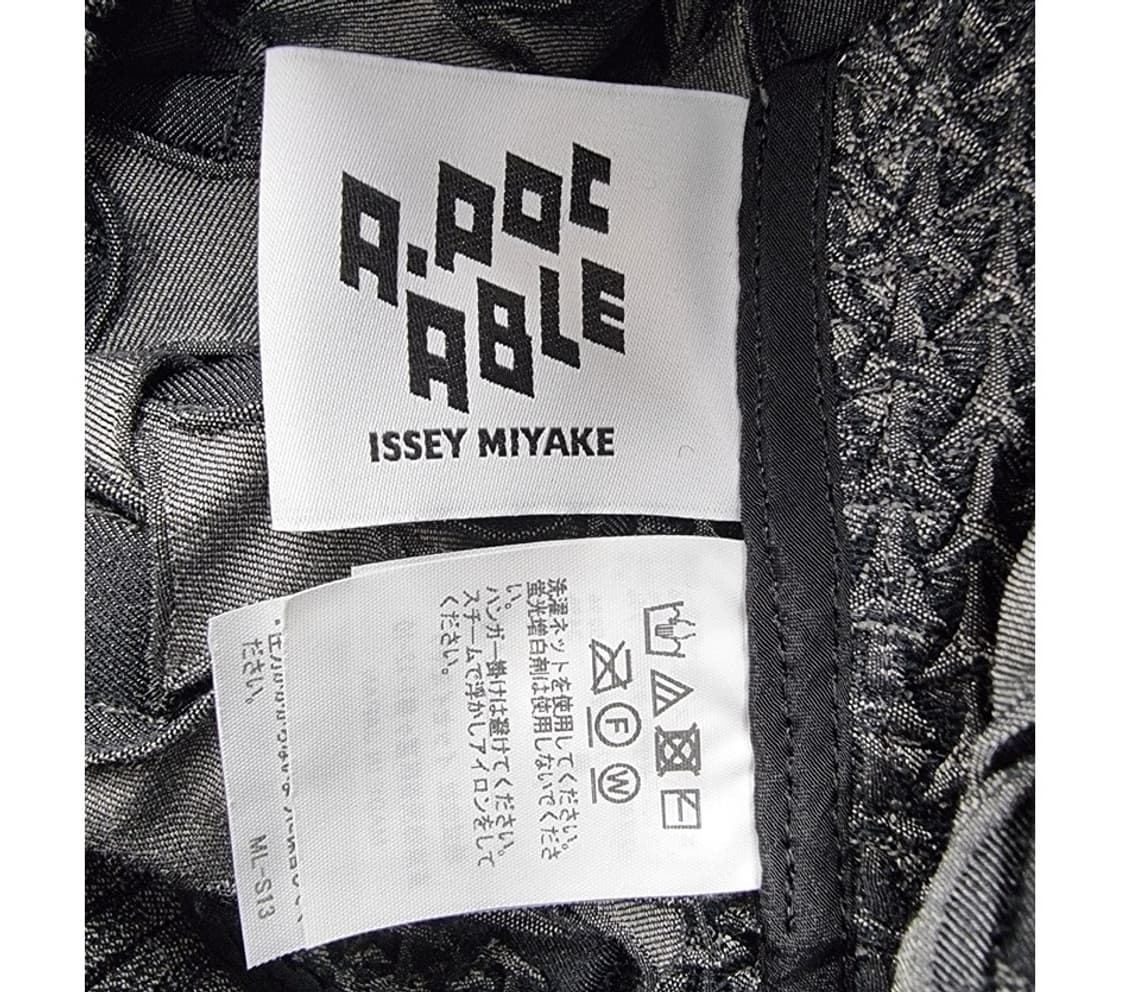 A.POC
ABLE
ISSEY MIYAKE
洗濯ネットを使用してください。
蛍光増白剤は使用しないでくださ
い。
ハンガー掛けは避けてください。
スチームで浮かしアイロンをして
ください。
F
W
ださい。
ML-S13